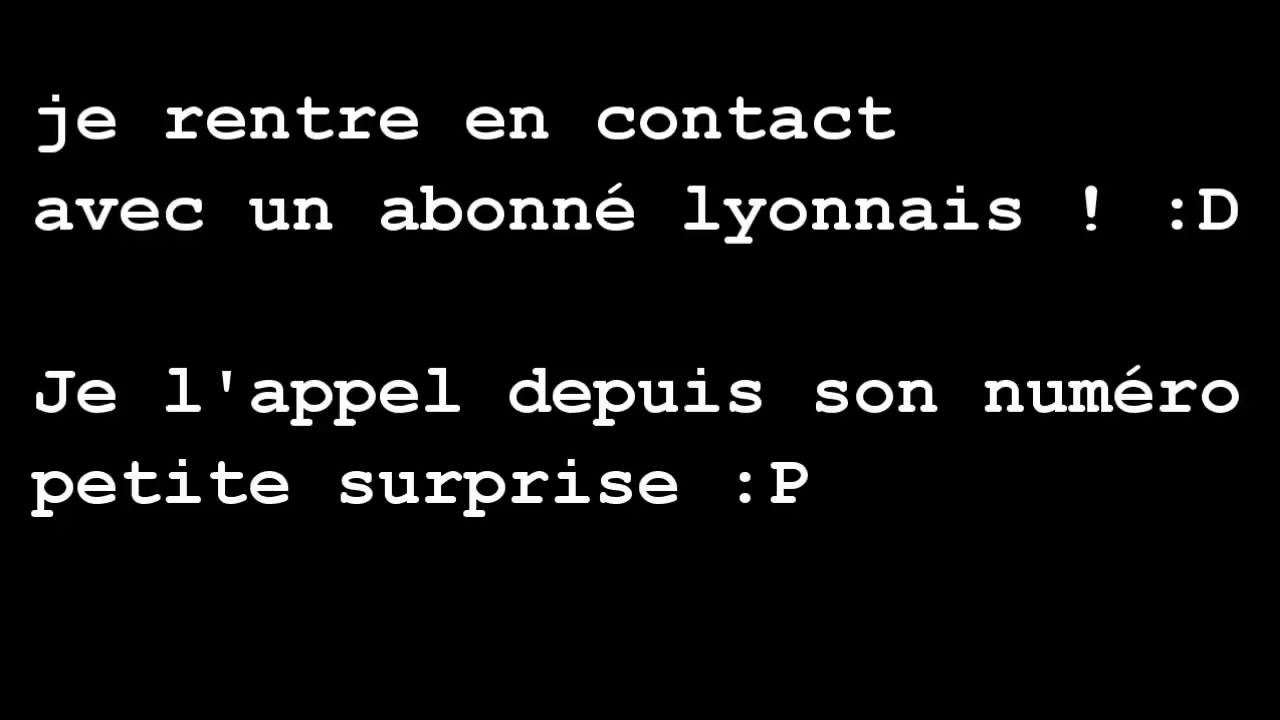 je rentre en contact
avec un abonné lyonnais ! :D
Je l'appel depuis son numéro
petite surprise :P